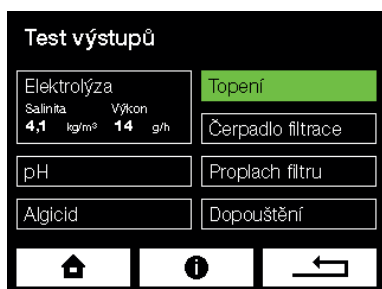 Test výstupů
Elektrolýza
Salinita Výkon
4,1 kg/m³ 14 g/h
pH
Algicid
Topení
Čerpadlo filtrace
Proplach filtru
Dopouštění